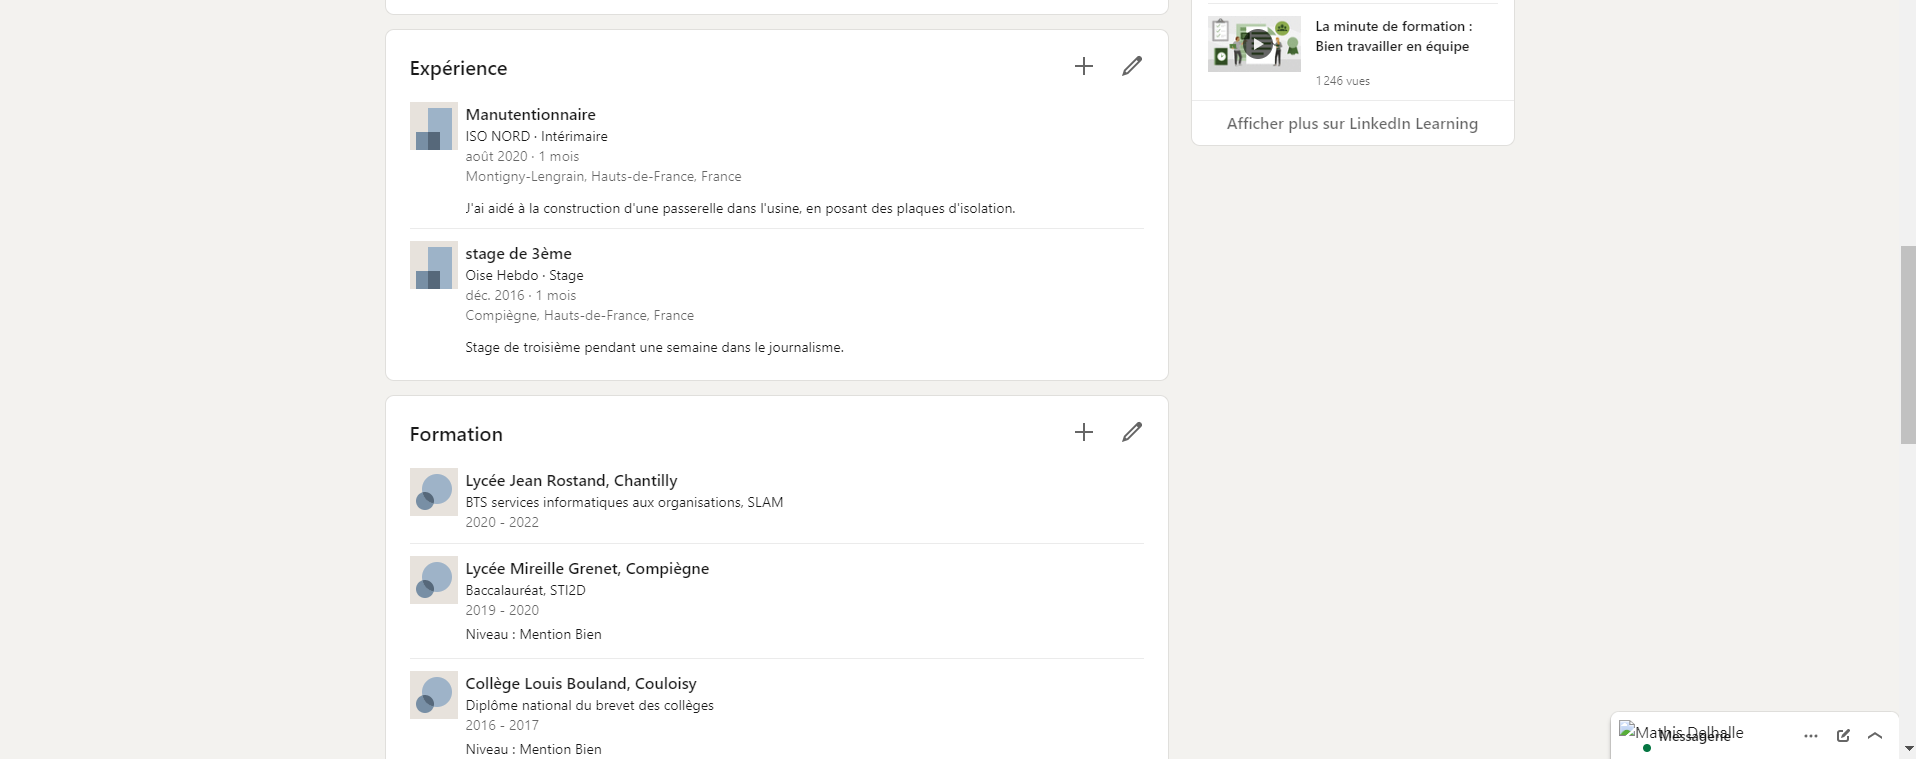 Expérience
Manutentionnaire
ISO NORD · Intérimaire
août 2020 · 1 mois
Montigny-Lengrain, Hauts-de-France, France
J'ai aidé à la construction d'une passerelle dans l'usine, en posant des plaques d'isolation.
stage de 3ème
Oise Hebdo · Stage
déc. 2016 · 1 mois
Compiègne, Hauts-de-France, France
Stage de troisième pendant une semaine dans le journalisme.
Formation
Lycée Jean Rostand, Chantilly
BTS services informatiques aux organisations, SLAM
2020 - 2022
Lycée Mireille Grenet, Compiègne
Baccalauréat, STI2D
2019 - 2020
Niveau : Mention Bien
Collège Louis Bouland, Couloisy
Diplôme national du brevet des collèges
2016 - 2017
Niveau : Mention Bien
La minute de formation :
Bien travailler en équipe
1 246 vues
Afficher plus sur LinkedIn Learning
Mathis Delhalle
Messagerie